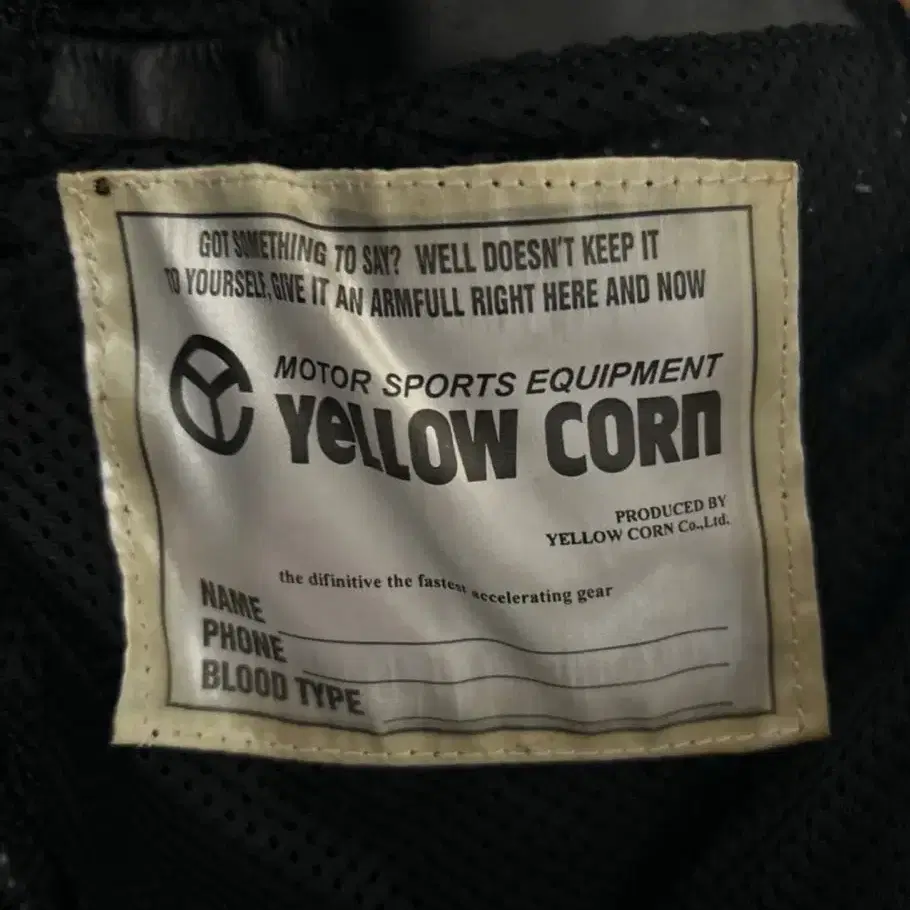 GOT SOMETHING TO SAY? WELL DOESN'T KEEP IT
TO YOURSELF, GIVE IT AN ARMFULL RIGHT HERE AND NOW
MOTOR SPORTS EQUIPMENT
YeLLOW CORn
PRODUCED BY
YELLOW CORN Co.,Ltd.
the difinitive the fastest accelerating gear
NAME
PHONE
BLOOD TYPE